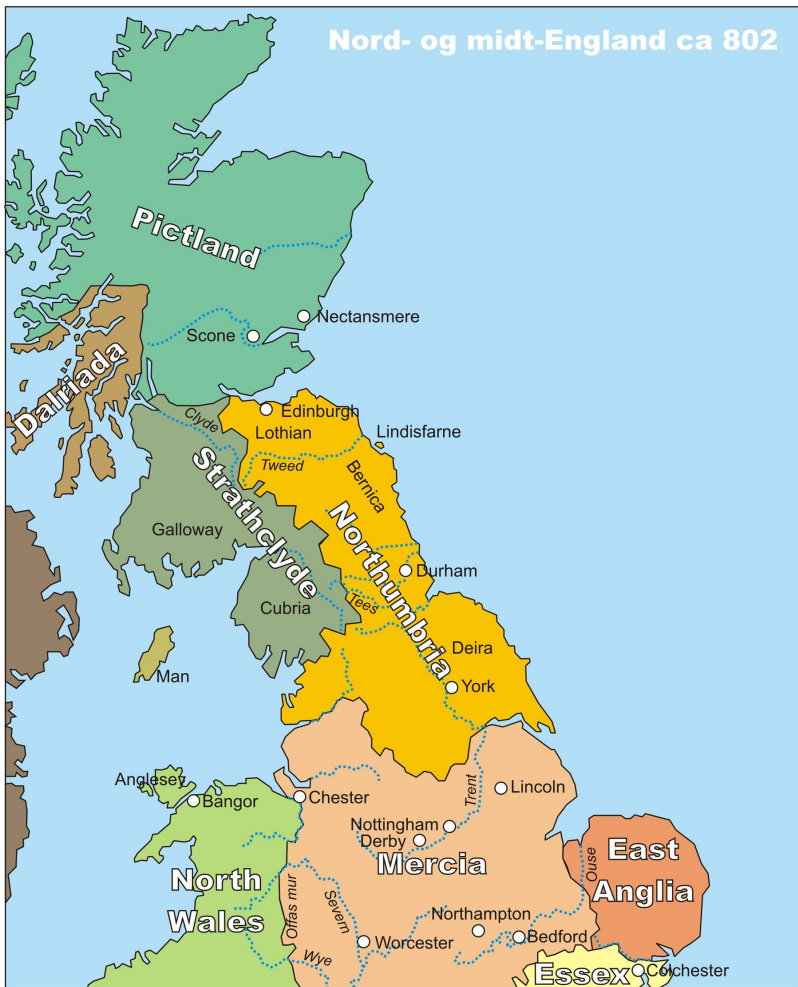 Nord- og midt-England ca 802
Pictland
Nectansmere
Scone
Dalriada
Clyde
Edinburgh
Lothian
Lindisfarne
Tweed
Bernica
Strathclyde
Galloway
Northumbria
Durham
Cubria
Tees
Deira
Man
York
Anglesey
Bangor
Chester
Trent
Lincoln
Nottingham
Derby
Mercia
East
Anglia
Ouse
North
Wales
Offas mur
Severn
Northampton
Worcester
Bedford
Wye
Essex
Colchester